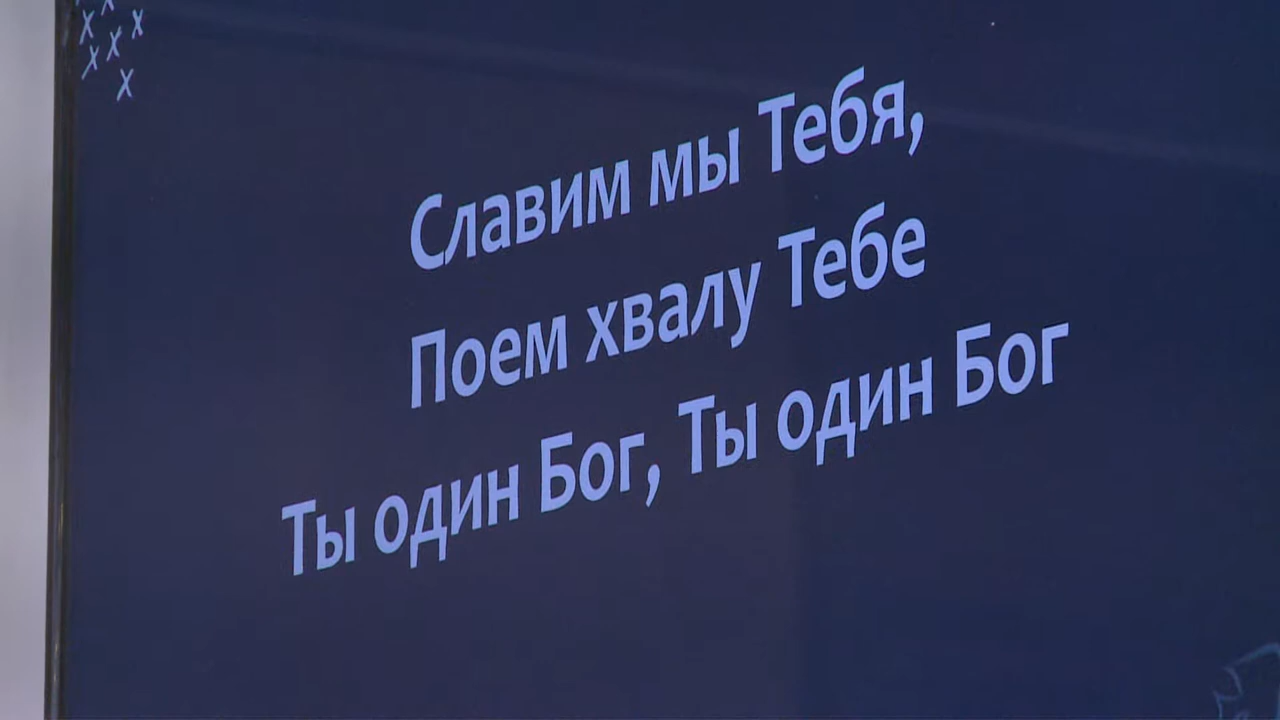 Славим мы Тебя,
Поем хвалу Тебе
Ты один Бог, Ты один Бог